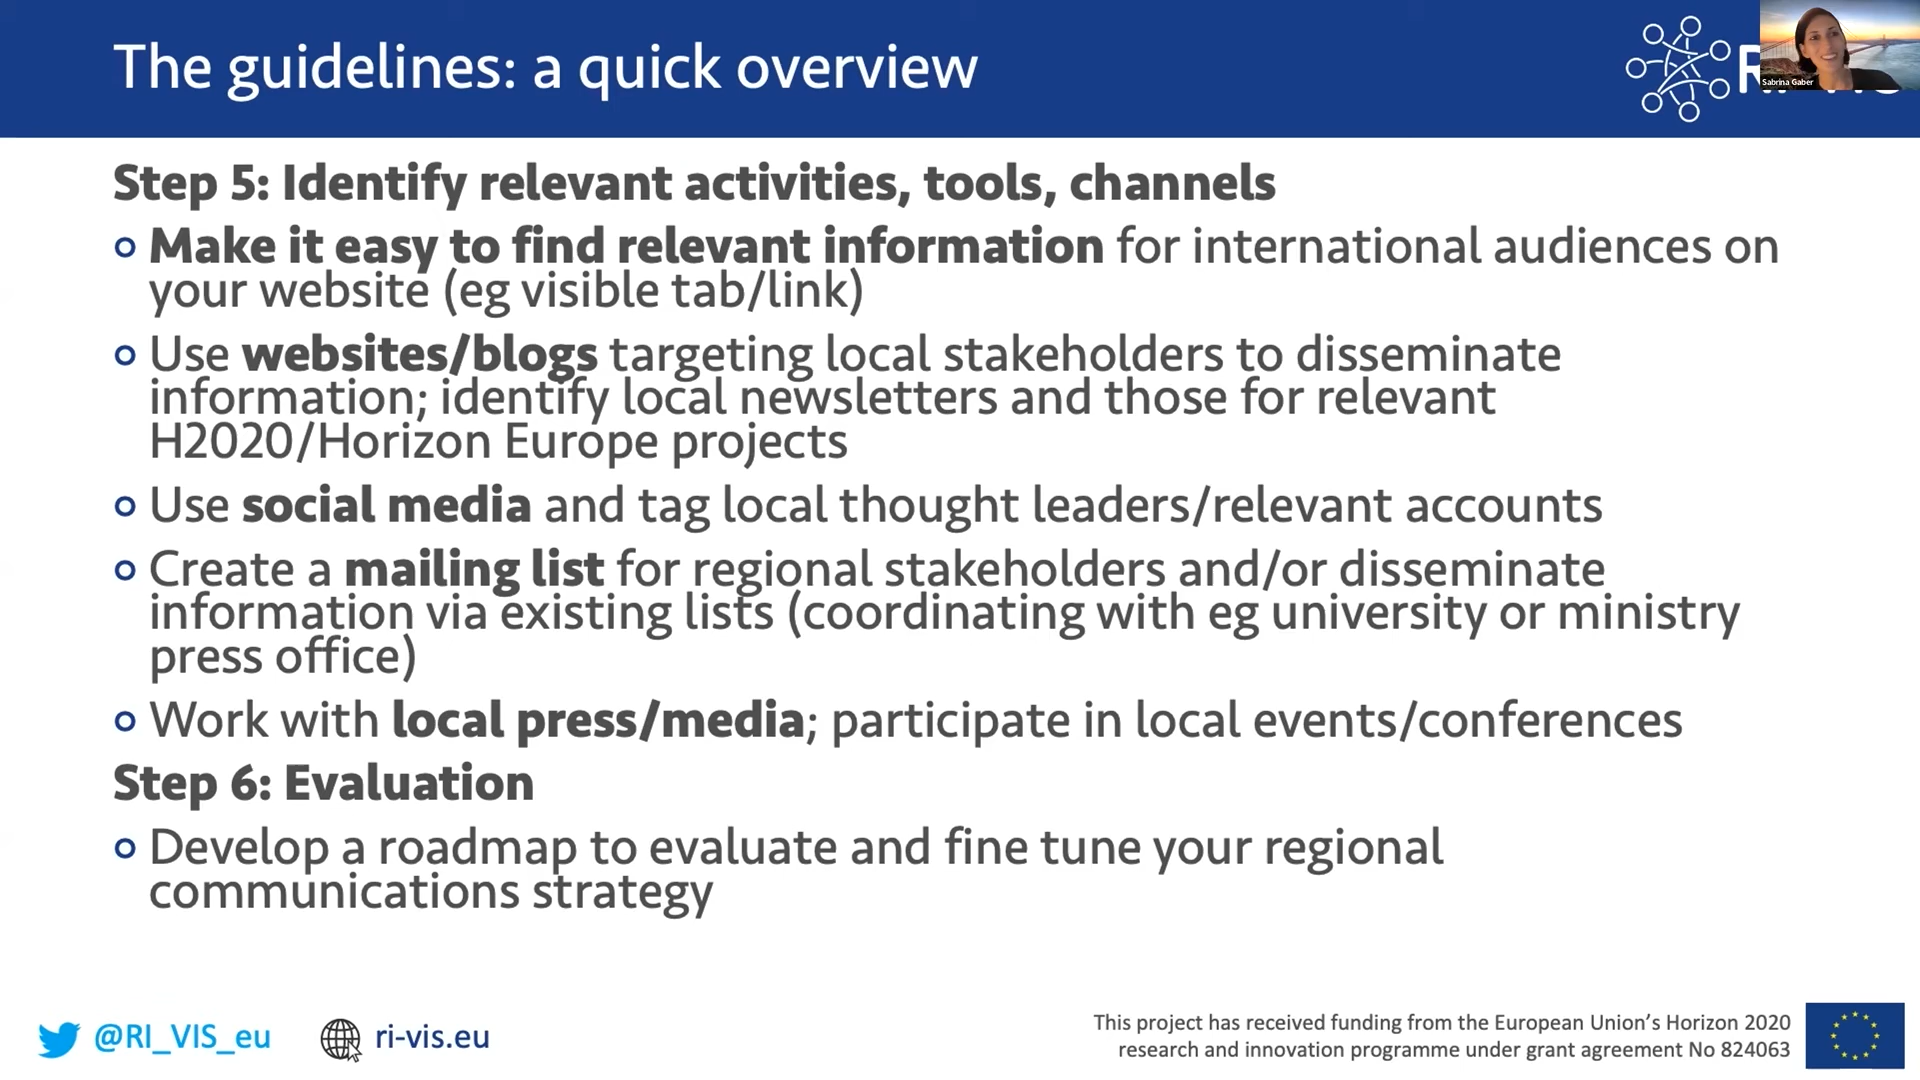 The guidelines: a quick overview
Sabrina Gaber
Step 5: Identify relevant activities, tools, channels
Make it easy to find relevant information for international audiences on
your website (eg visible tab/link)
Use websites/blogs targeting local stakeholders to disseminate
information; identify local newsletters and those for relevant
H2020/Horizon Europe projects
Use social media and tag local thought leaders/relevant accounts
Create a mailing list for regional stakeholders and/or disseminate
information via existing lists (coordinating with eg university or ministry
press office)
Work with local press/media; participate in local events/conferences
Step 6: Evaluation
Develop a roadmap to evaluate and fine tune your regional
communications strategy
@RI_VIS_eu
ri-vis.eu
This project has received funding from the European Union’s Horizon 2020
research and innovation programme under grant agreement No 824063